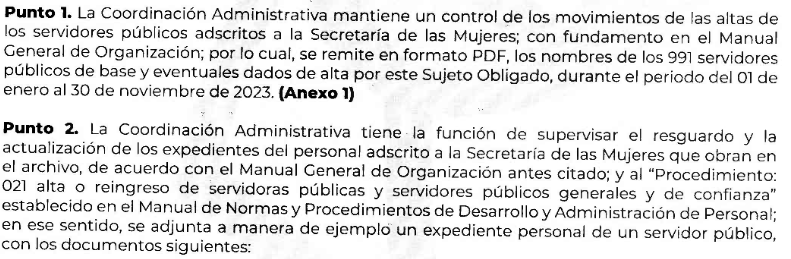 Punto 1. La Coordinación Administrativa mantiene un control de los movimientos de las altas de
los servidores públicos adscritos a la Secretaría de las Mujeres; con fundamento en el Manual
General de Organización; por lo cual, se remite en formato PDF, los nombres de los 991 servidores
públicos de base y eventuales dados de alta por este Sujeto Obligado, durante el periodo del 01 de
enero al 30 de noviembre de 2023. (Anexo 1)
Punto 2. La Coordinación Administrativa tiene la función de supervisar el resguardo y la
actualización de los expedientes del personal adscrito a la Secretaría de las Mujeres que obran en
el archivo, de acuerdo con el Manual General de Organización antes citado; y al “Procedimiento:
021 alta o reingreso de servidoras públicas y servidores públicos generales y de confianza”
establecido en el Manual de Normas y Procedimientos de Desarrollo y Administración de Personal;
en ese sentido, se adjunta a manera de ejemplo un expediente personal de un servidor público,
con los documentos siguientes: